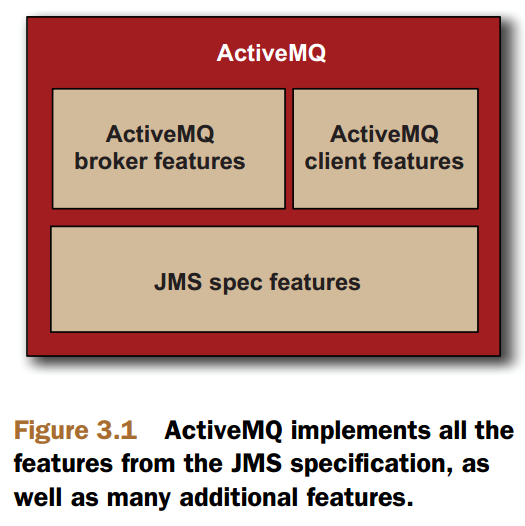 ActiveMQ
ActiveMQ
broker features
ActiveMQ
client features
JMS spec features
Figure 3.1 ActiveMQ implements all the
features from the JMS specification, as
well as many additional features.